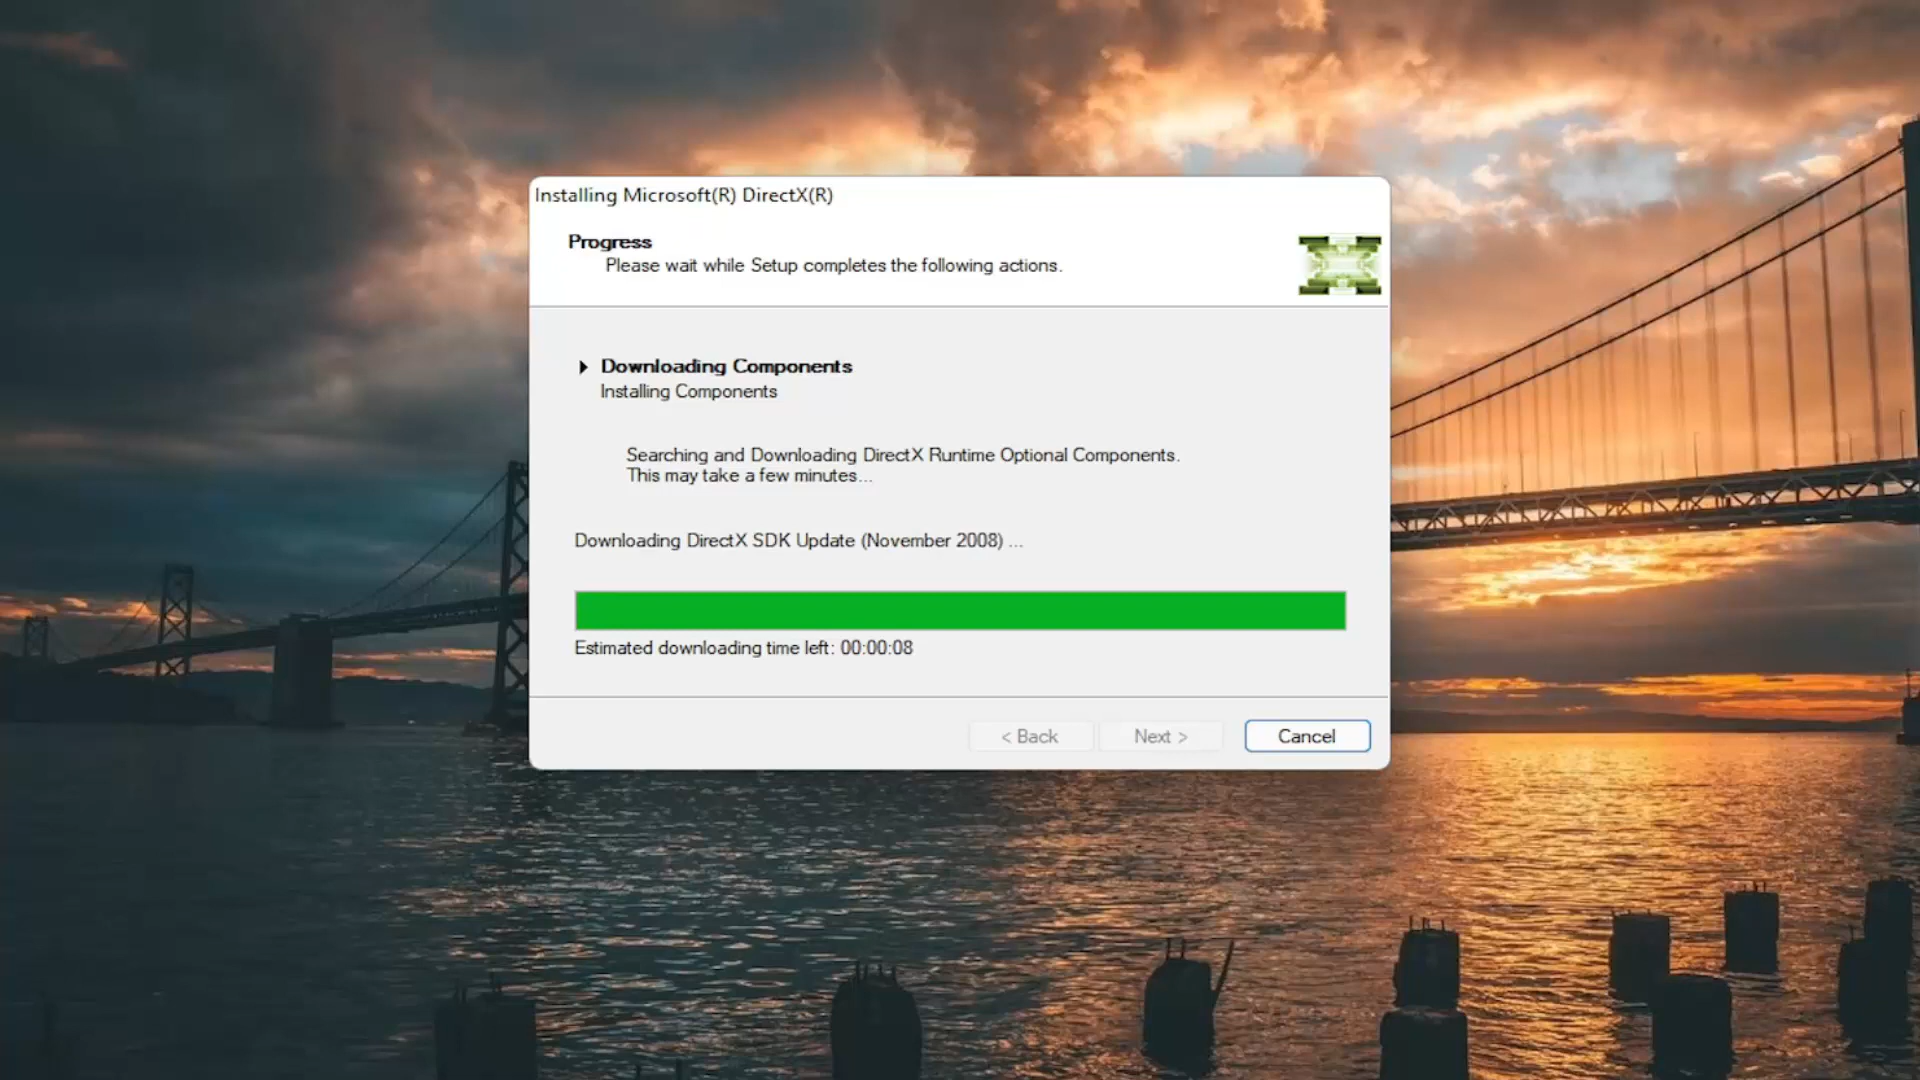 Installing Microsoft(R) DirectX(R)
Progress
Please wait while Setup completes the following actions.
Downloading Components
Installing Components
Searching and Downloading DirectX Runtime Optional Components.
This may take a few minutes...
Downloading DirectX SDK Update (November 2008) ...
Estimated downloading time left: 00:00:08
< Back
Next >
Cancel